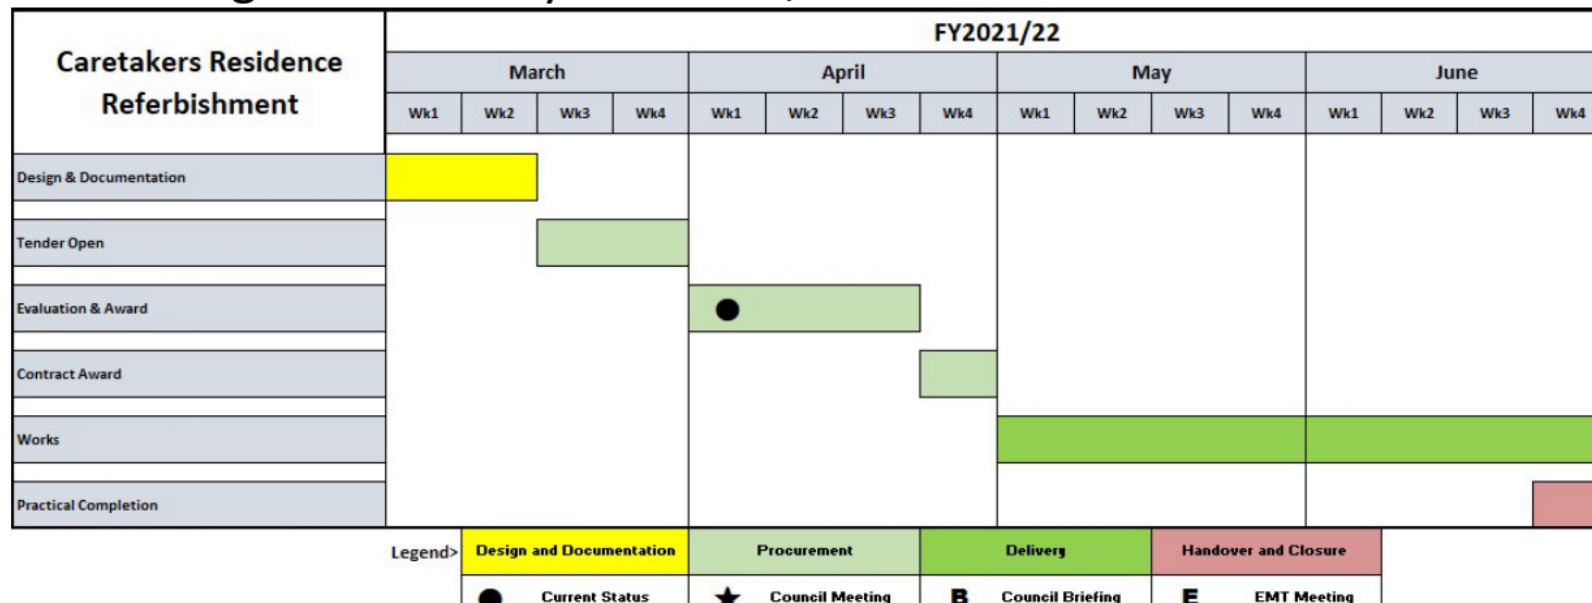 FY2021/22
Caretakers Residence
Referbishment
March April May June
Wk1 Wk2 Wk3 Wk4 Wk1 Wk2 Wk3 Wk4 Wk1 Wk2 Wk3 Wk4 Wk1 Wk2 Wk3 Wk4
Design & Documentation
Tender Open
Evaluation & Award
Contract Award
Works
Practical Completion
Legend> Design and Documentation Procurement Delivery Handover and Closure
Current Status Council Meeting B Council Briefing E EMT Meeting